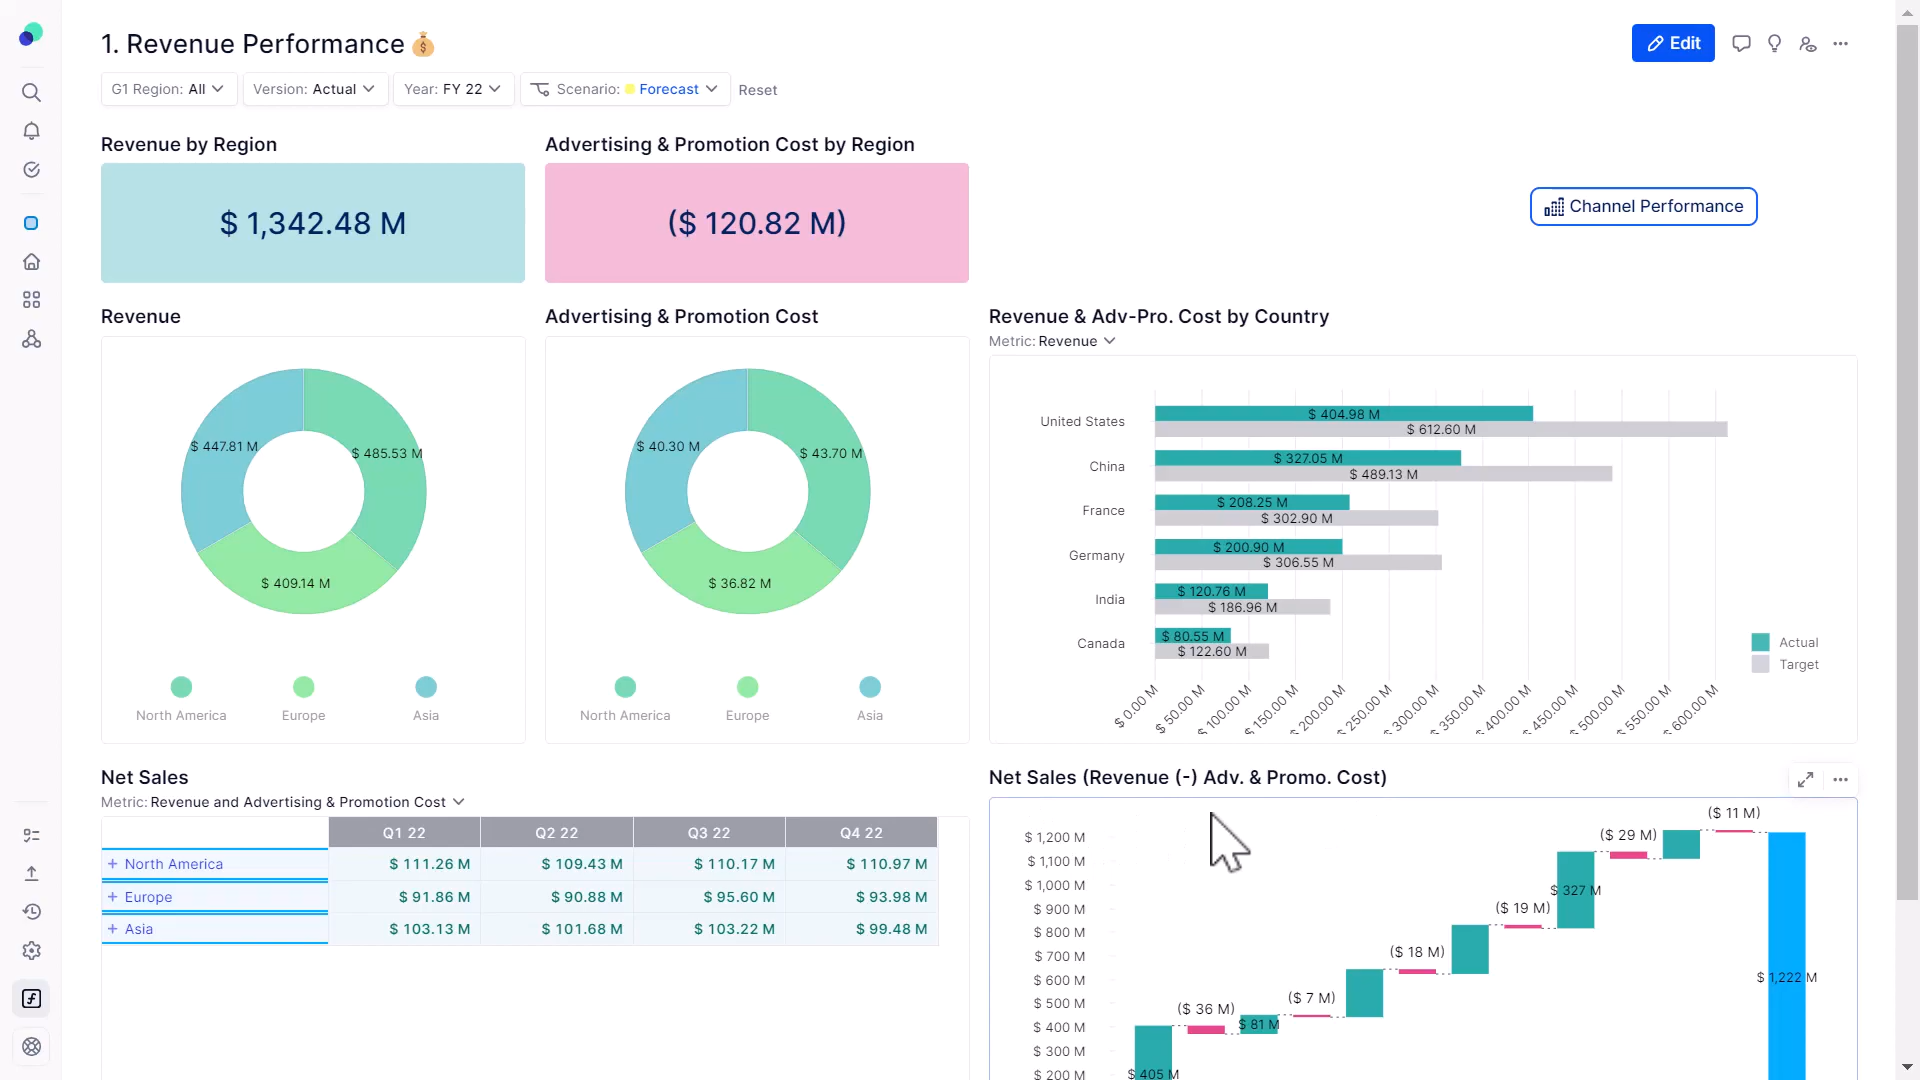 1. Revenue Performance
Edit
G1 Region: All
Version: Actual
Year: FY 22
Scenario: Forecast
Reset
Revenue by Region
$ 1,342.48 M
Advertising & Promotion Cost by Region
($ 120.82 M)
Channel Performance
Revenue
$ 447.81 M
$ 485.53 M
$ 409.14 M
North America
Europe
Asia
Advertising & Promotion Cost
$ 40.30 M
$ 43.70 M
$ 36.82 M
North America
Europe
Asia
Revenue & Adv-Pro. Cost by Country
Metric: Revenue
United States
$ 404.98 M
$ 612.60 M
China
$ 327.05 M
$ 489.13 M
France
$ 208.25 M
$ 302.90 M
Germany
$ 200.90 M
$ 306.55 M
India
$ 120.76 M
$ 186.96 M
Canada
$ 80.55 M
$ 122.60 M
Actual
Target
$ 0.00 M
$ 50.00 M
$ 100.00 M
$ 150.00 M
$ 200.00 M
$ 250.00 M
$ 300.00 M
$ 350.00 M
$ 400.00 M
$ 450.00 M
$ 500.00 M
$ 550.00 M
$ 600.00 M
Net Sales
Metric: Revenue and Advertising & Promotion Cost
Q1 22 Q2 22 Q3 22 Q4 22
+ North America $ 111.26 M $ 109.43 M $ 110.17 M $ 110.97 M
+ Europe $ 91.86 M $ 90.88 M $ 95.60 M $ 93.98 M
+ Asia $ 103.13 M $ 101.68 M $ 103.22 M $ 99.48 M
Net Sales (Revenue (-) Adv. & Promo. Cost)
$ 1,200 M
$ 1,100 M
$ 1,000 M
$ 900 M
$ 800 M
$ 700 M
$ 600 M
$ 500 M
$ 400 M
$ 300 M
$ 200 M
$ 405 M
($ 36 M)
$ 81 M
($ 7 M)
($ 18 M)
($ 19 M)
$ 327 M
($ 29 M)
($ 11 M)
$ 1,222 M